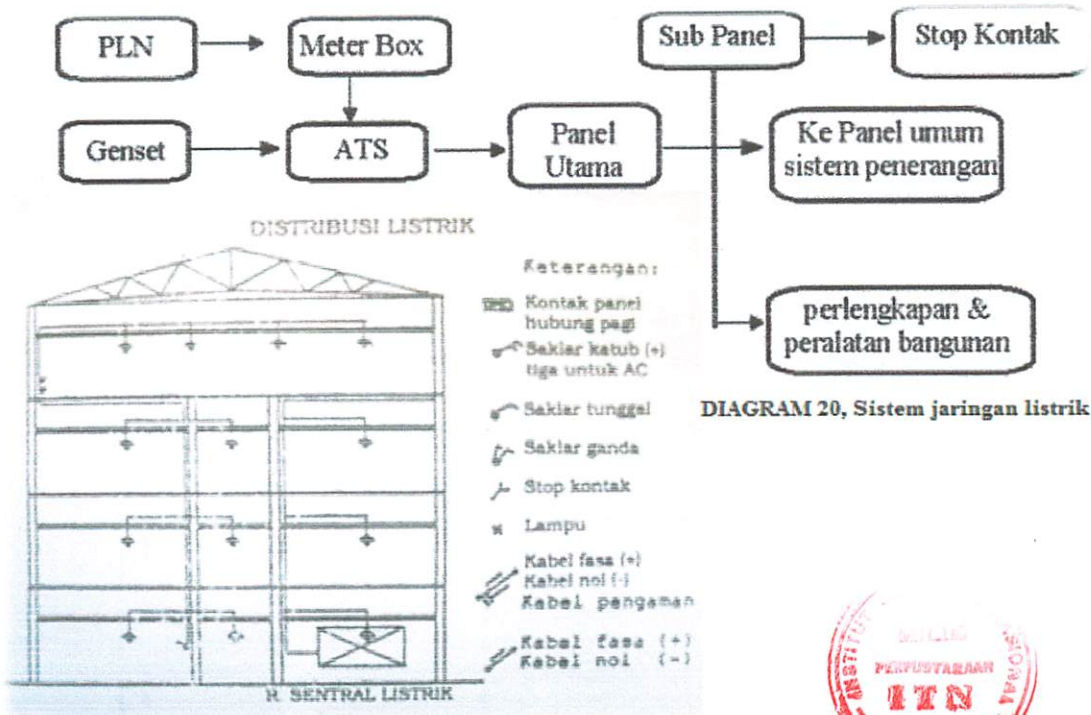 PLN
Meter Box
Sub Panel
Stop Kontak
Genset
ATS
Panel
Utama
Ke Panel umum
sistem penerangan
perlengkapan &
peralatan bangunan
DIAGRAM 20, Sistem jaringan listrik
DISTRIBUSI LISTRIK
Keterangan:
Kontak panel
hubung pagi
Saklar katub (+)
tiga untuk AC
Saklar tunggal
Saklar ganda
Stop kontak
Lampu
Kabel fasa (+)
Kabel nol (-)
Kabel pengaman
Kabel fasa (+)
Kabel nol (-)
R. SENTRAL LISTRIK
PERPUSTAKAAN
ITN